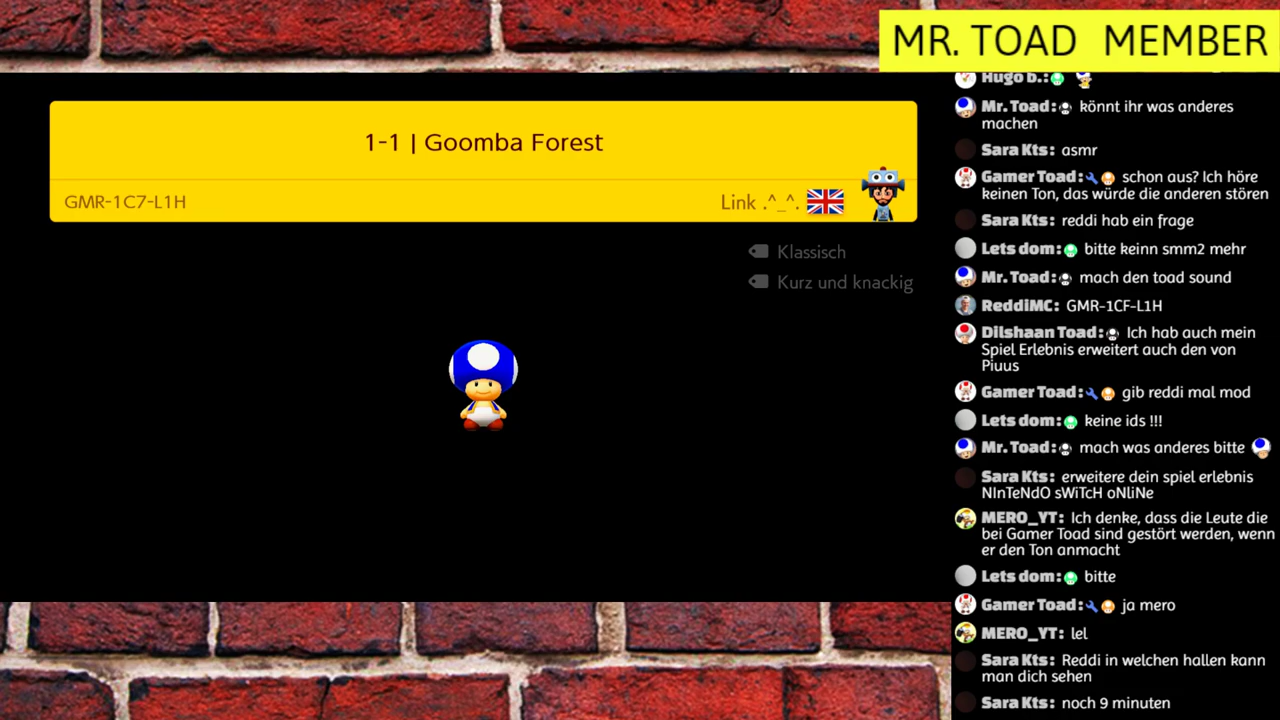 MR. TOAD MEMBER
1-1 | Goomba Forest
GMR-1C7-L1H
Link .^_^.
Klassisch
Kurz und knackig
Hugo b.:
Mr. Toad: könnt ihr was anderes
machen
Sara Kts: asmr
Gamer Toad: schon aus? Ich höre
keinen Ton, das würde die anderen stören
Sara Kts: reddi hab ein frage
Lets dom: bitte keinn smm2 mehr
Mr. Toad: mach den toad sound
ReddiMC: GMR-1CF-L1H
Dilshaan Toad: Ich hab auch mein
Spiel Erlebnis erweitert auch den von
Piuus
Gamer Toad: gib reddi mal mod
Lets dom: keine ids !!!
Mr. Toad: mach was anderes bitte
Sara Kts: erweitere dein spiel erlebnis
NInTeNdO sWiTcH oNliNe
MERO_YT: Ich denke, dass die Leute die
bei Gamer Toad sind gestört werden, wenn
er den Ton anmacht
Lets dom: bitte
Gamer Toad: ja mero
MERO_YT: lel
Sara Kts: Reddi in welchen hallen kann
man dich sehen
Sara Kts: noch 9 minuten